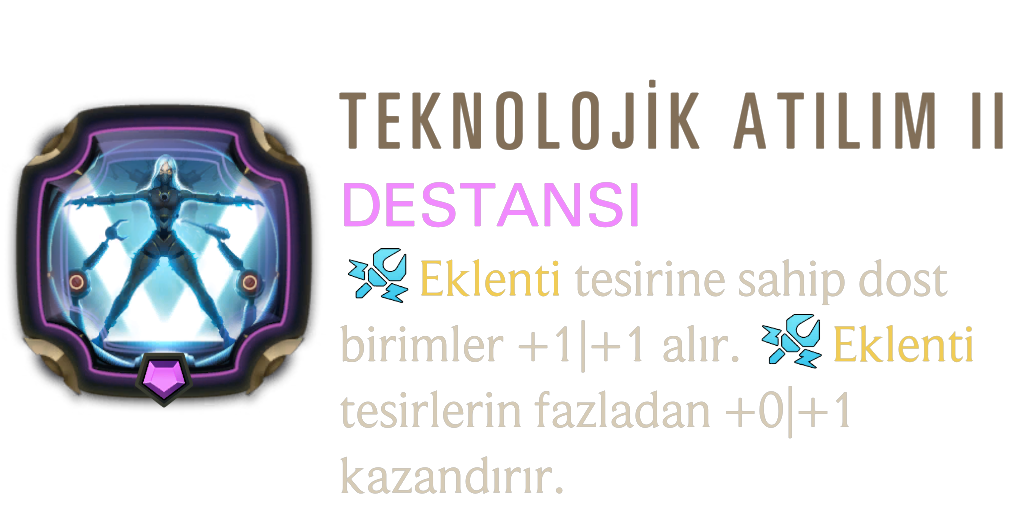 TEKNOLOJİK ATILIM II
DESTANSI
Eklenti tesirine sahip dost
birimler +1|+1 alır. Eklenti
tesirlerin fazladan +0|+1
kazandırır.